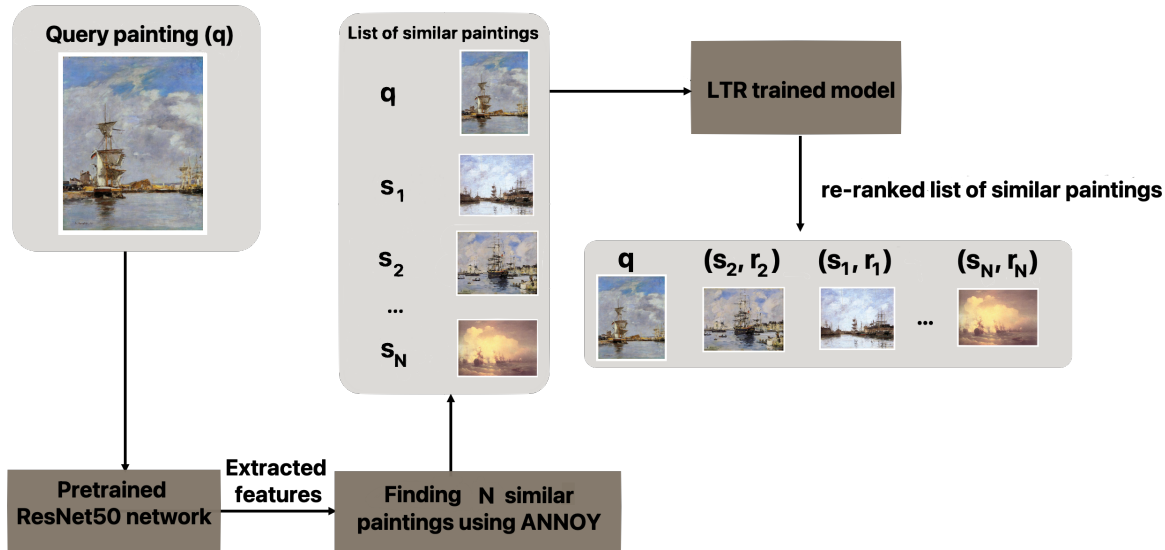 Query painting (q)
List of similar paintings
q
s1
s2
...
sN
LTR trained model
re-ranked list of similar paintings
q (s2, r2) (s1, r1) ... (sN, rN)
Pretrained
ResNet50 network
Extracted
features
Finding N similar
paintings using ANNOY